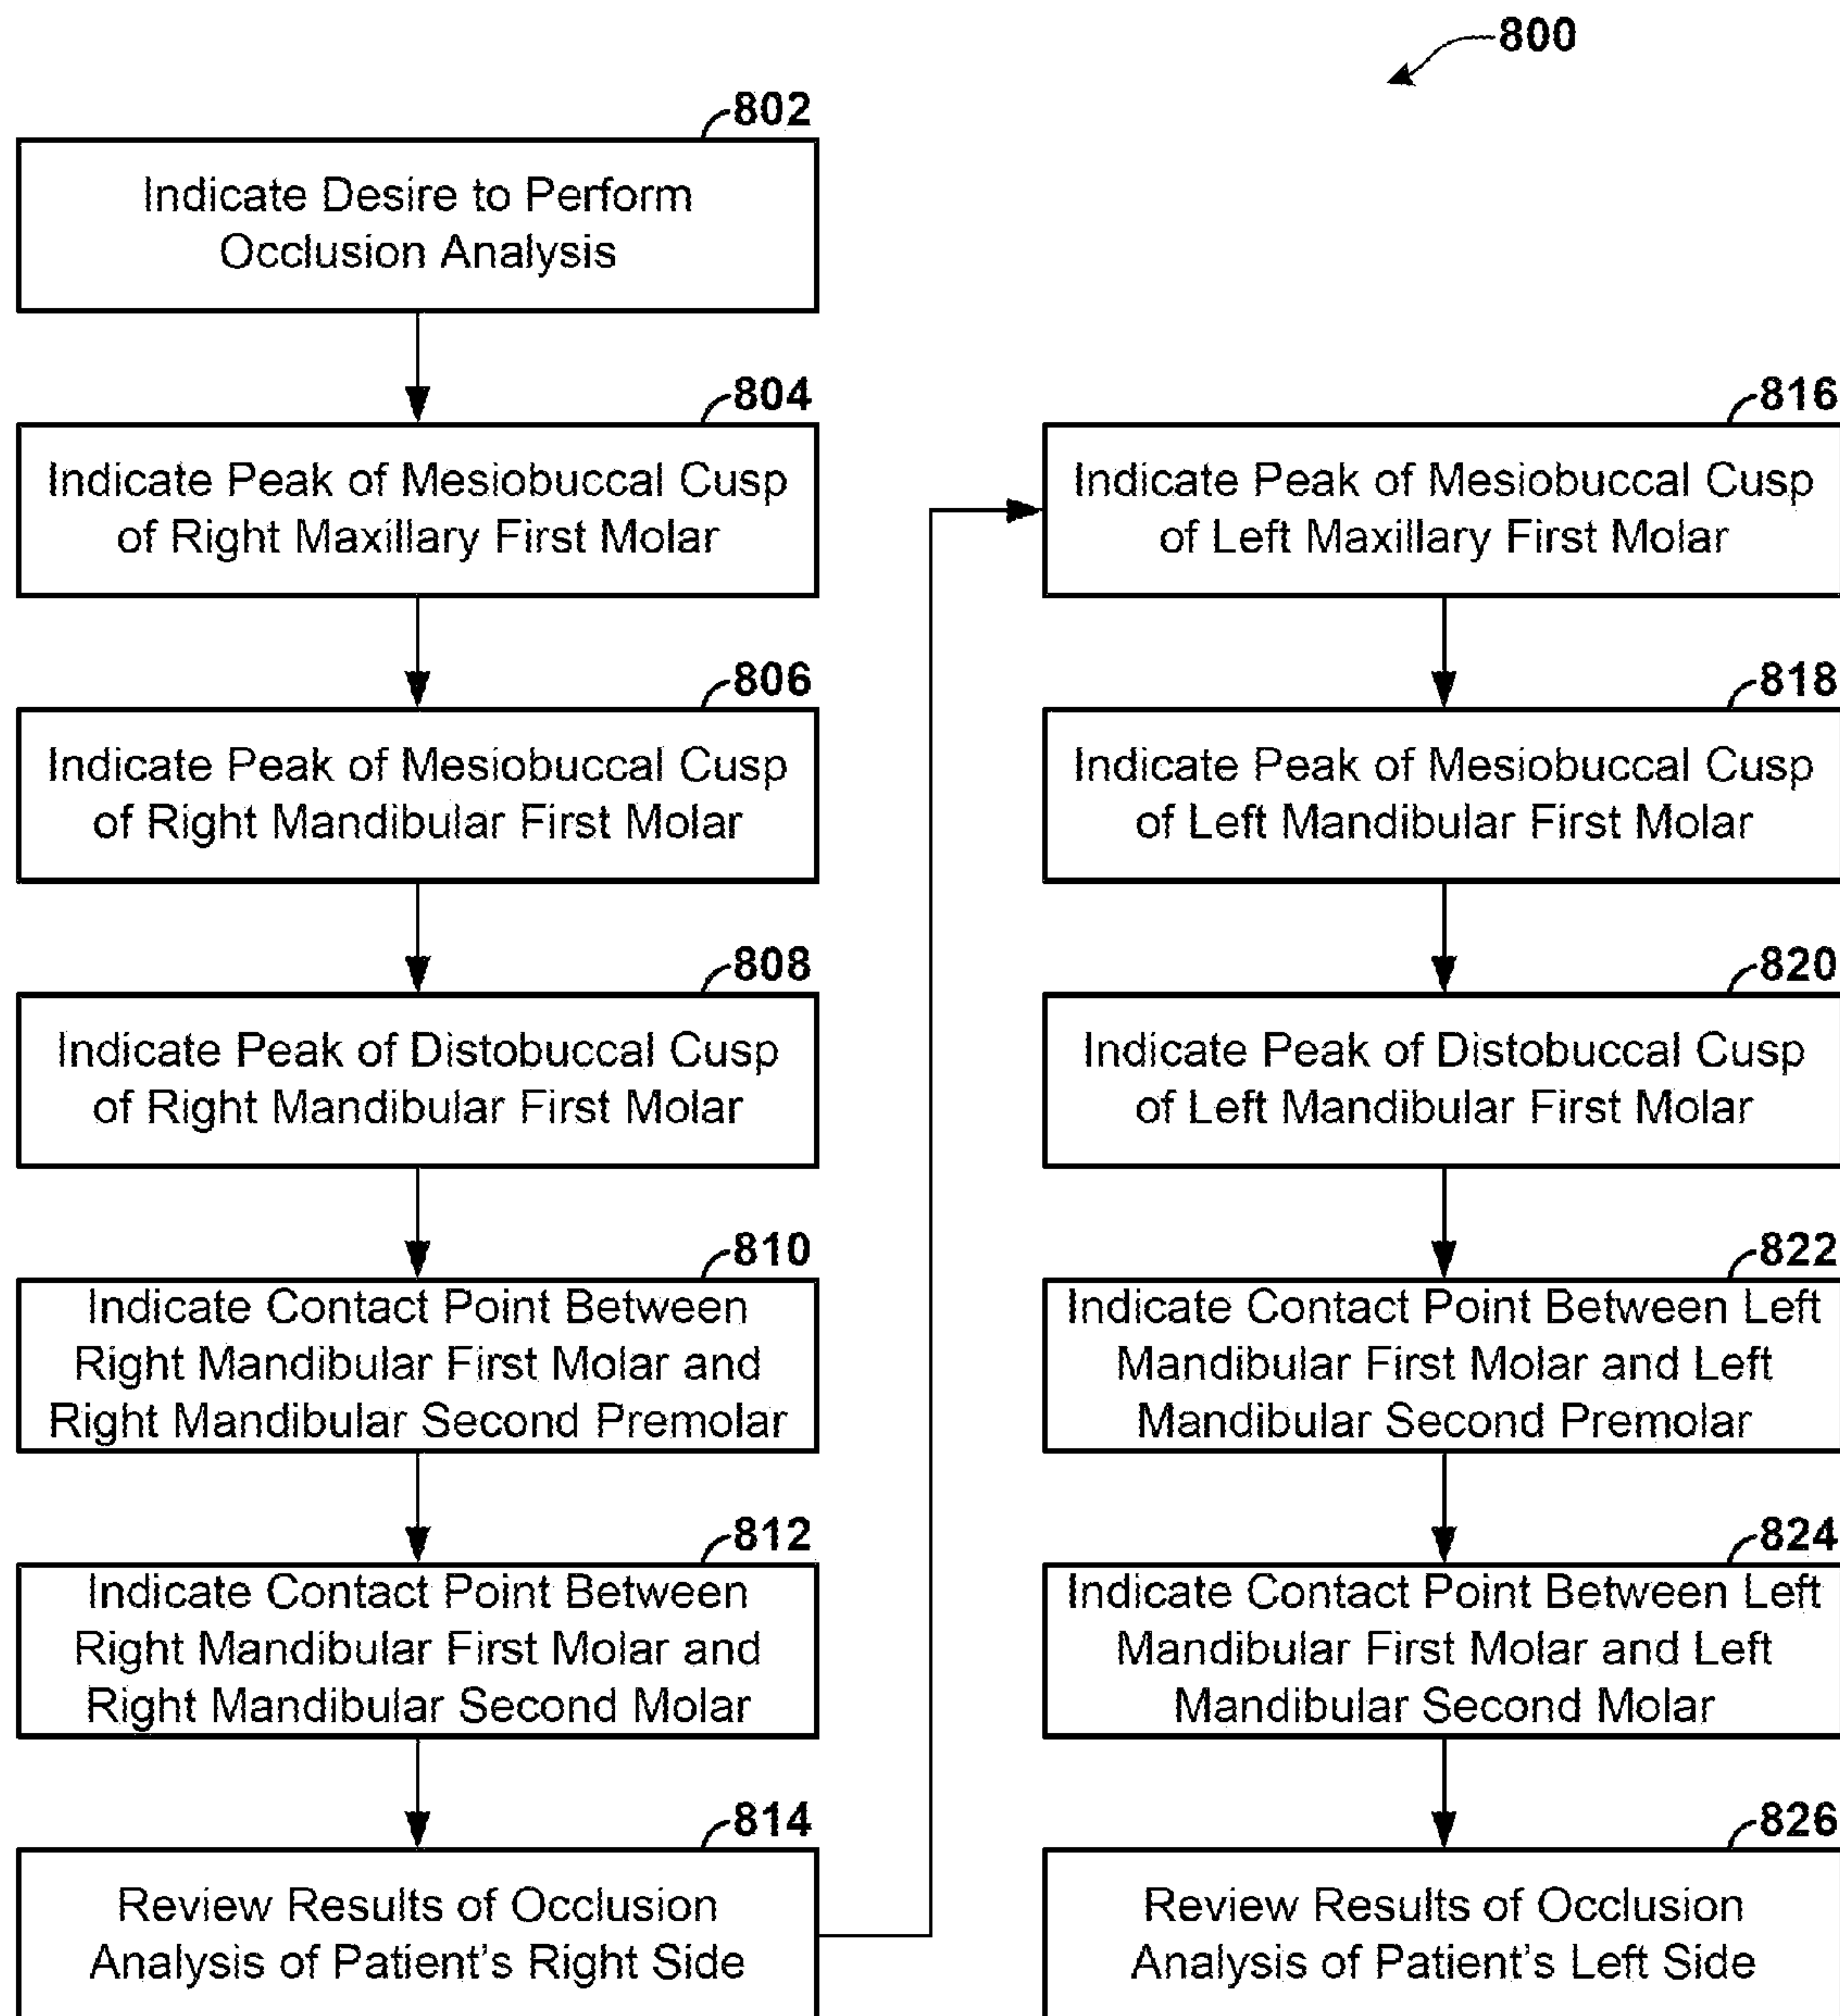 800
802
Indicate Desire to Perform
Occlusion Analysis
804
Indicate Peak of Mesiobuccal Cusp
of Right Maxillary First Molar
806
Indicate Peak of Mesiobuccal Cusp
of Right Mandibular First Molar
808
Indicate Peak of Distobuccal Cusp
of Right Mandibular First Molar
810
Indicate Contact Point Between
Right Mandibular First Molar and
Right Mandibular Second Premolar
812
Indicate Contact Point Between
Right Mandibular First Molar and
Right Mandibular Second Molar
814
Review Results of Occlusion
Analysis of Patient's Right Side
816
Indicate Peak of Mesiobuccal Cusp
of Left Maxillary First Molar
818
Indicate Peak of Mesiobuccal Cusp
of Left Mandibular First Molar
820
Indicate Peak of Distobuccal Cusp
of Left Mandibular First Molar
822
Indicate Contact Point Between Left
Mandibular First Molar and Left
Mandibular Second Premolar
824
Indicate Contact Point Between Left
Mandibular First Molar and Left
Mandibular Second Molar
826
Review Results of Occlusion
Analysis of Patient's Left Side